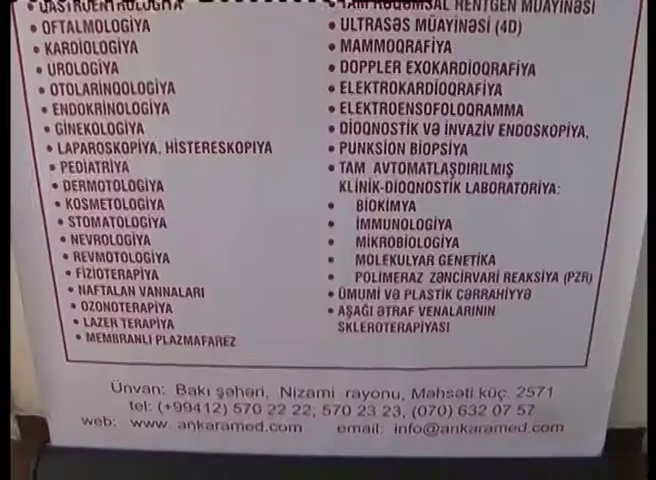 • QASTROENTROLOGİYA
• OFTALMOLOGİYA
• KARDİOLOGİYA
• UROLOGİYA
• OTOLARİNQOLOGİYA
• ENDOKRİNOLOGİYA
• GİNEKOLOGİYA
• LAPAROSKOPİYA, HİSTERESKOPIYA
• PEDİATRİYA
• DERMOTOLOGİYA
• KOSMETOLOGİYA
• STOMATOLOGİYA
• NEVROLOGİYA
• REVMOTOLOGİYA
• FİZİOTERAPİYA
• NAFTALAN VANNALARI
• OZONOTERAPİYA
• LAZER TERAPİYA
• MEMBRANLI PLAZMAFAREZ
RENTGEN MÜAYİNƏSİ
• ULTRASƏS MÜAYİNƏSİ (4D)
• MAMMOQRAFİYA
• DOPPLER EXOKARDİOQRAFİYA
• ELEKTROKARDİOQRAFİYA
• ELEKTROENSOFOLOQRAMMA
• DİOQNOSTİK VƏ İNVAZİV ENDOSKOPİYA,
• PUNKSİON BİOPSİYA
• TAM AVTOMATLAŞDIRILMIŞ
KLİNİK-DİOQNOSTİK LABORATORİYA:
• BİOKİMYA
• İMMUNOLOGİYA
• MİKROBİOLOGİYA
• MOLEKULYAR GENETİKA
• POLİMERAZ ZƏNCİRVARİ REAKSİYA (PZR)
• ÜMUMİ VƏ PLASTİK CƏRRAHİYYƏ
• AŞAĞI ƏTRAF VENALARININ
SKLEROTERAPİYASI
Ünvan: Bakı şəhəri, Nizami rayonu, Məhsəti küç. 2571
tel: (+99412) 570 22 22; 570 23 23, (070) 632 07 57
web: www. ankaramed.com email: info@ankaramed.com